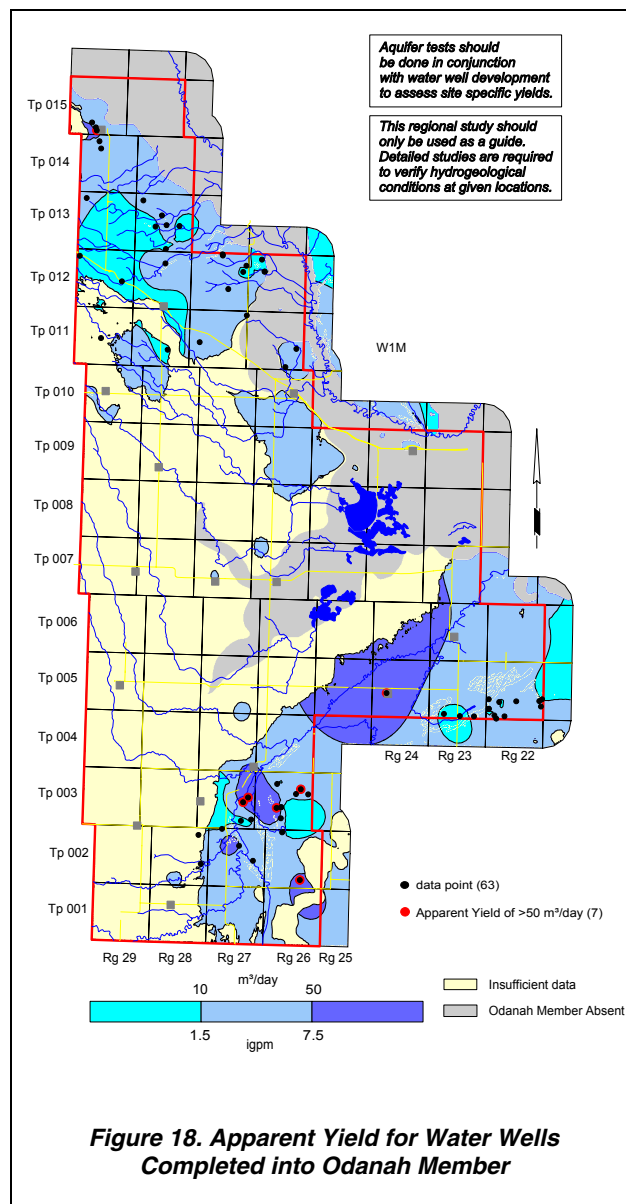 Aquifer tests should
be done in conjunction
with water well development
to assess site specific yields.
This regional study should
only be used as a guide.
Detailed studies are required
to verify hydrogeological
conditions at given locations.
Tp 015
Tp 014
Tp 013
Tp 012
Tp 011
W1M
Tp 010
Tp 009
Tp 008
Tp 007
Tp 006
Tp 005
Tp 004
Rg 24
Rg 23
Rg 22
Tp 003
Tp 002
Tp 001
data point (63)
Apparent Yield of >50 m³/day (7)
Rg 29
Rg 28
Rg 27
Rg 26
Rg 25
m³/day
10
50
1.5
7.5
igpm
Insufficient data
Odanah Member Absent
Figure 18. Apparent Yield for Water Wells
Completed into Odanah Member